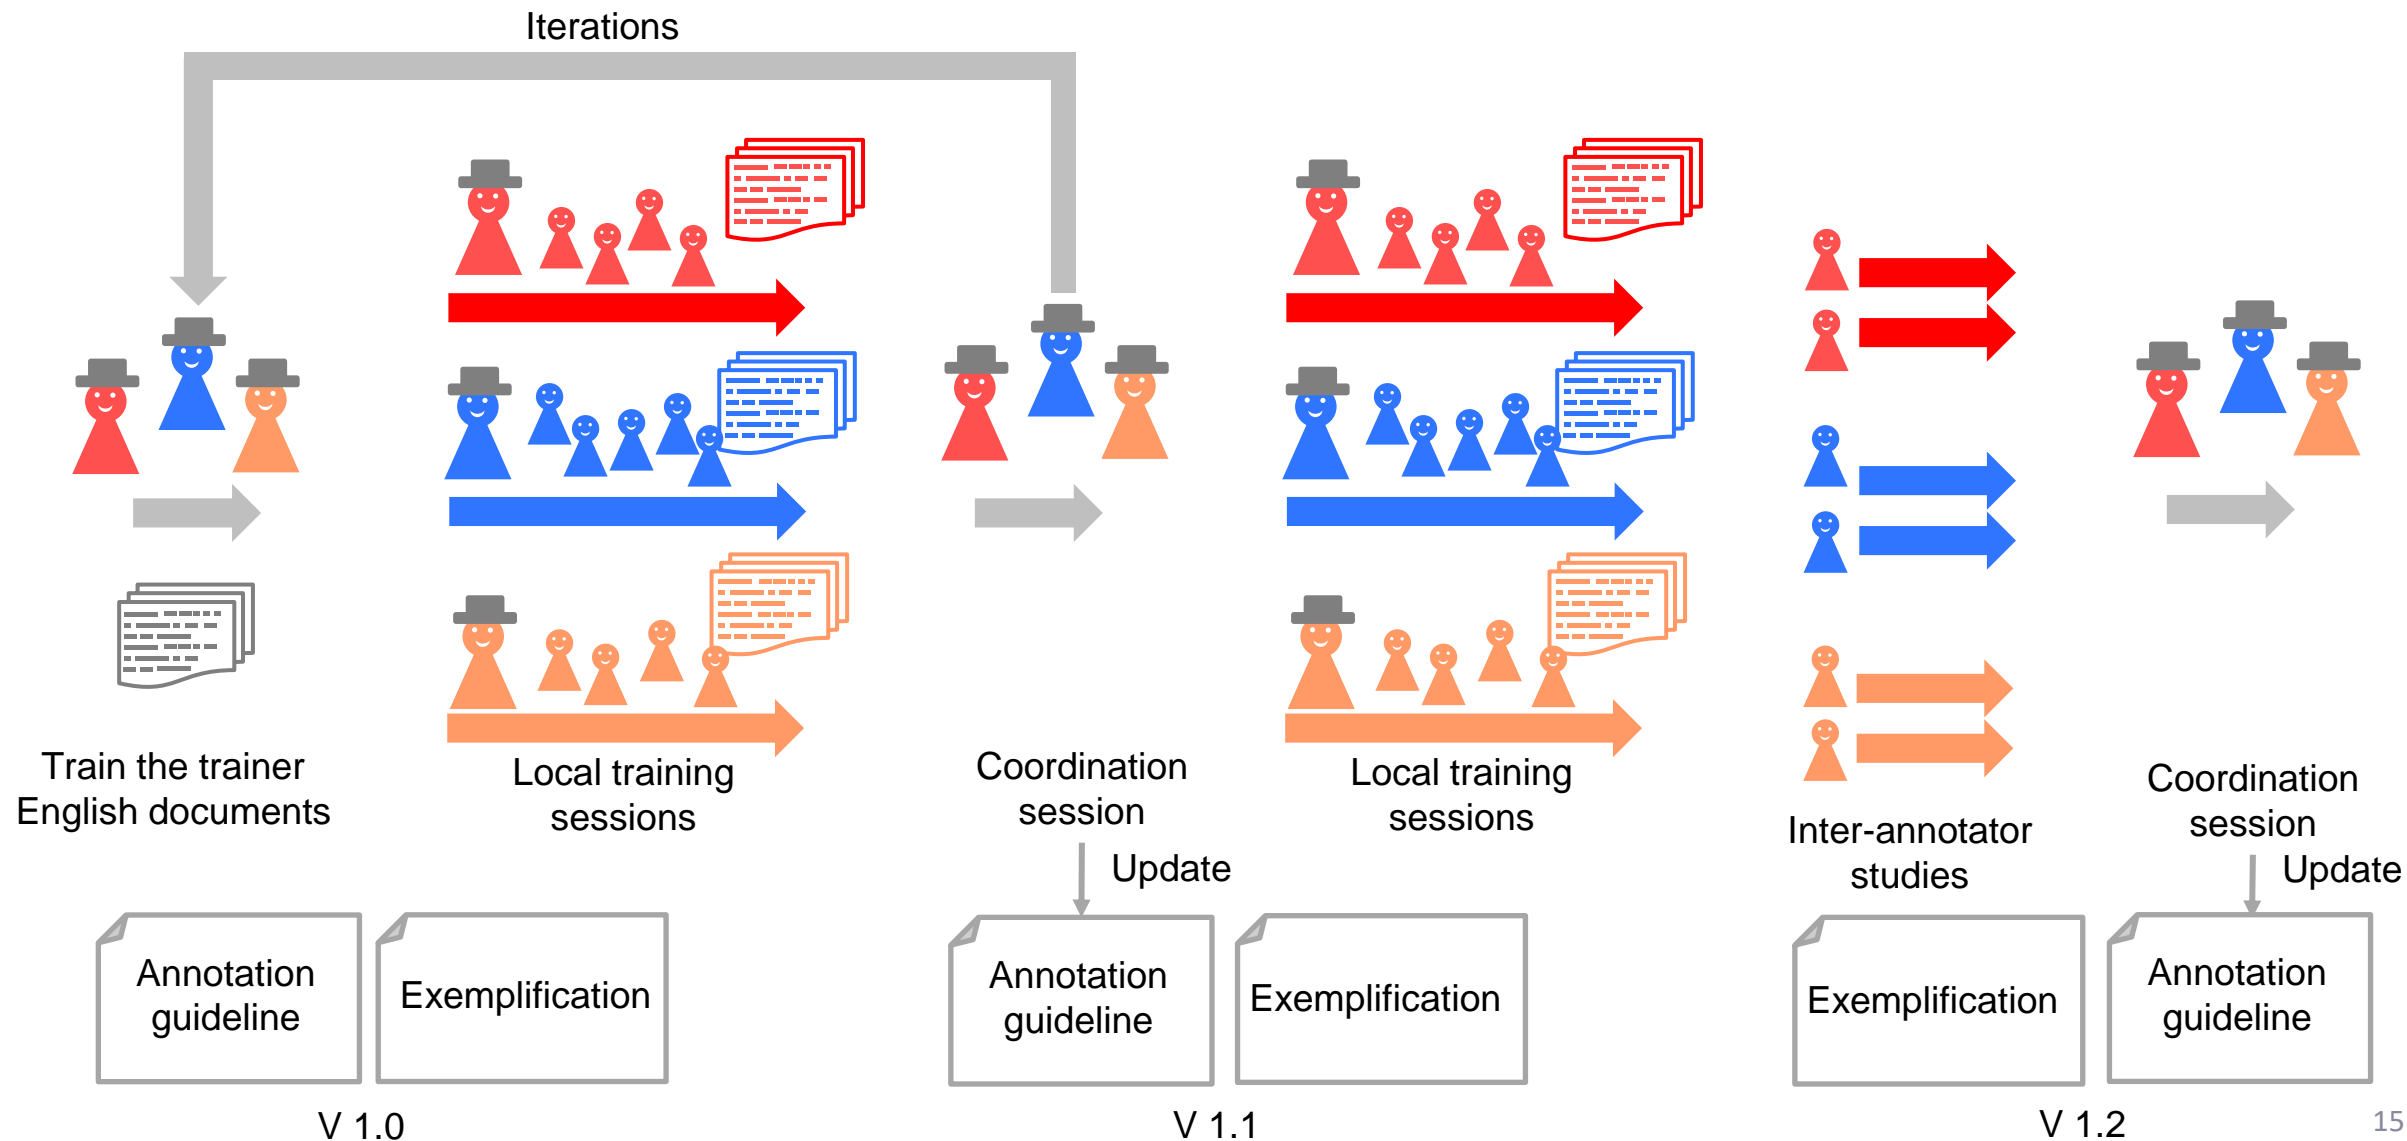 Iterations
Train the trainer
English documents
Local training
sessions
Coordination
session
Update
Local training
sessions
Inter-annotator
studies
Coordination
session
Update
Annotation
guideline
Exemplification
Annotation
guideline
Exemplification
Exemplification
Annotation
guideline
V 1.0
V 1.1
V 1.2
15